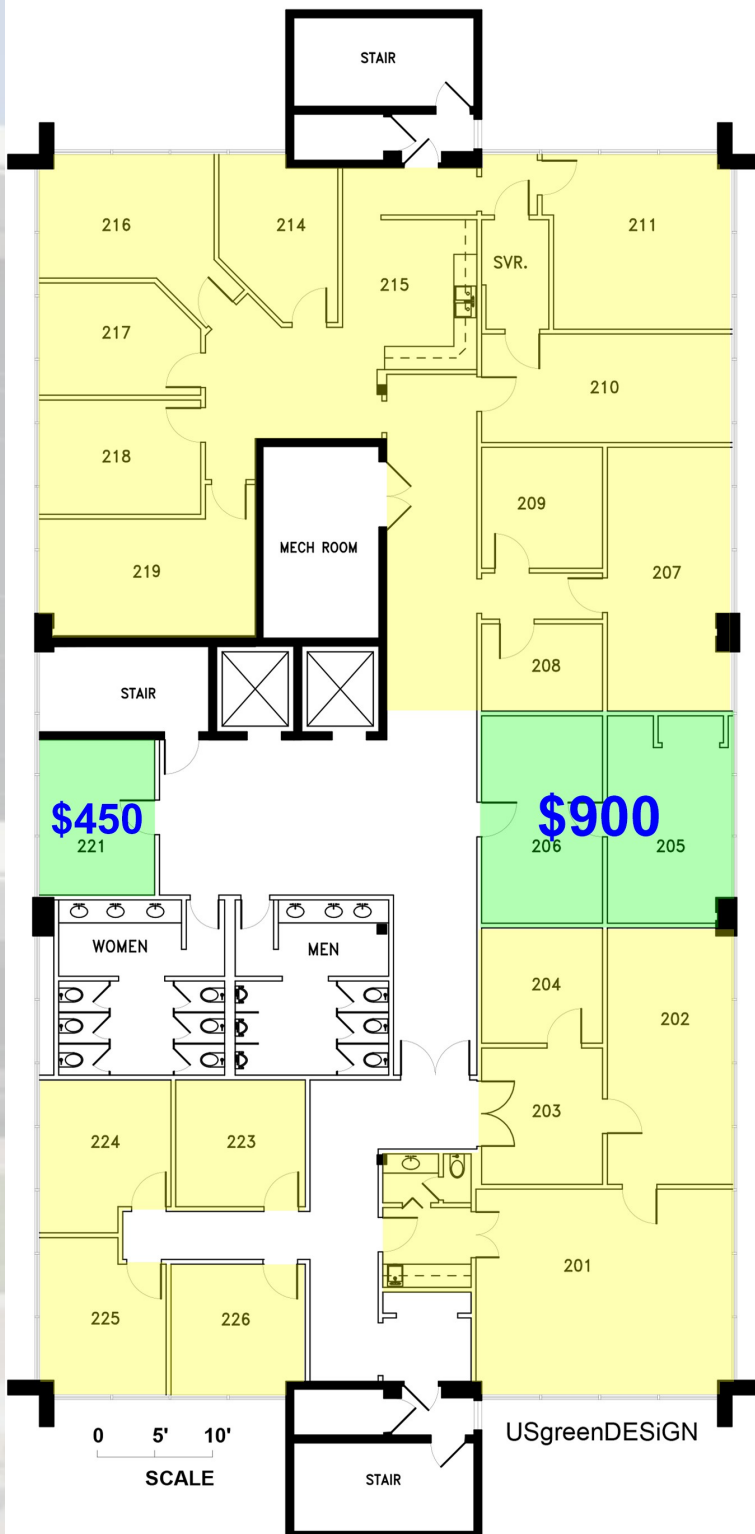 STAIR
216
214
211
215
SVR.
217
210
218
209
MECH ROOM
219
207
208
STAIR
$450
$900
221
206
205
WOMEN
MEN
204
202
203
224
223
201
225
226
USgreenDESiGN
0 5' 10'
SCALE
STAIR